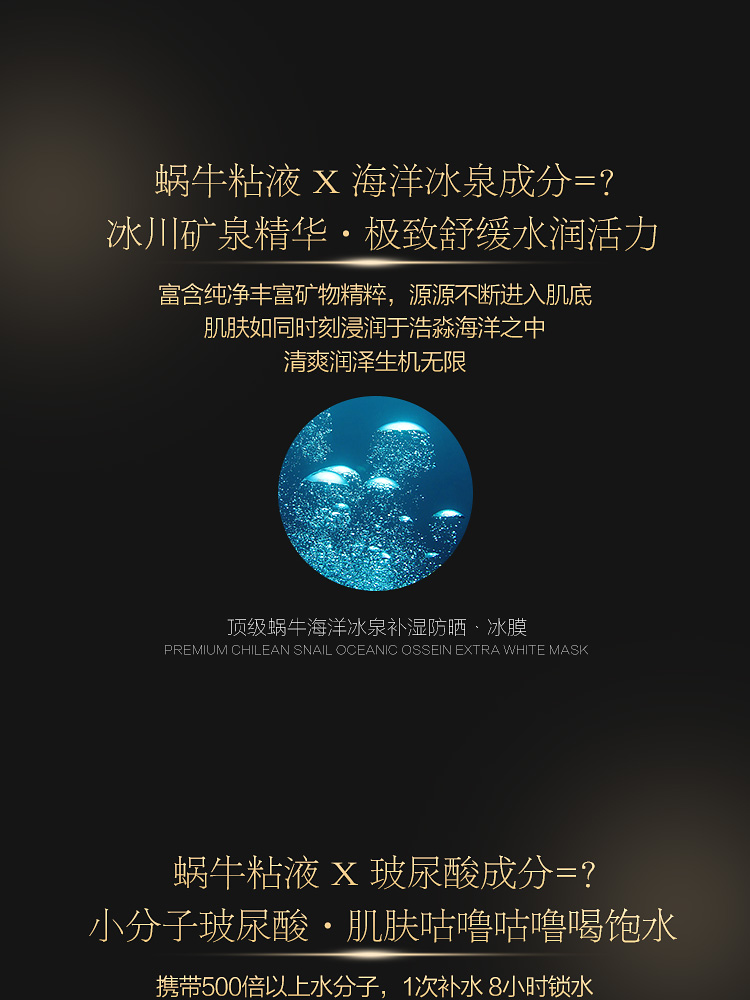 蜗牛粘液 X 海洋冰泉成分=?
冰川矿泉精华·极致舒缓水润活力
富含纯净丰富矿物精粹，源源不断进入肌底
肌肤如同时刻浸润于浩淼海洋之中
清爽润泽生机无限
顶级蜗牛海洋冰泉补湿防晒·冰膜
PREMIUM CHILEAN SNAIL OCEANIC OSSEIN EXTRA WHITE MASK
蜗牛粘液 X 玻尿酸成分=?
小分子玻尿酸·肌肤咕噜咕噜喝饱水
携带500倍以上水分子，1次补水 8小时锁水